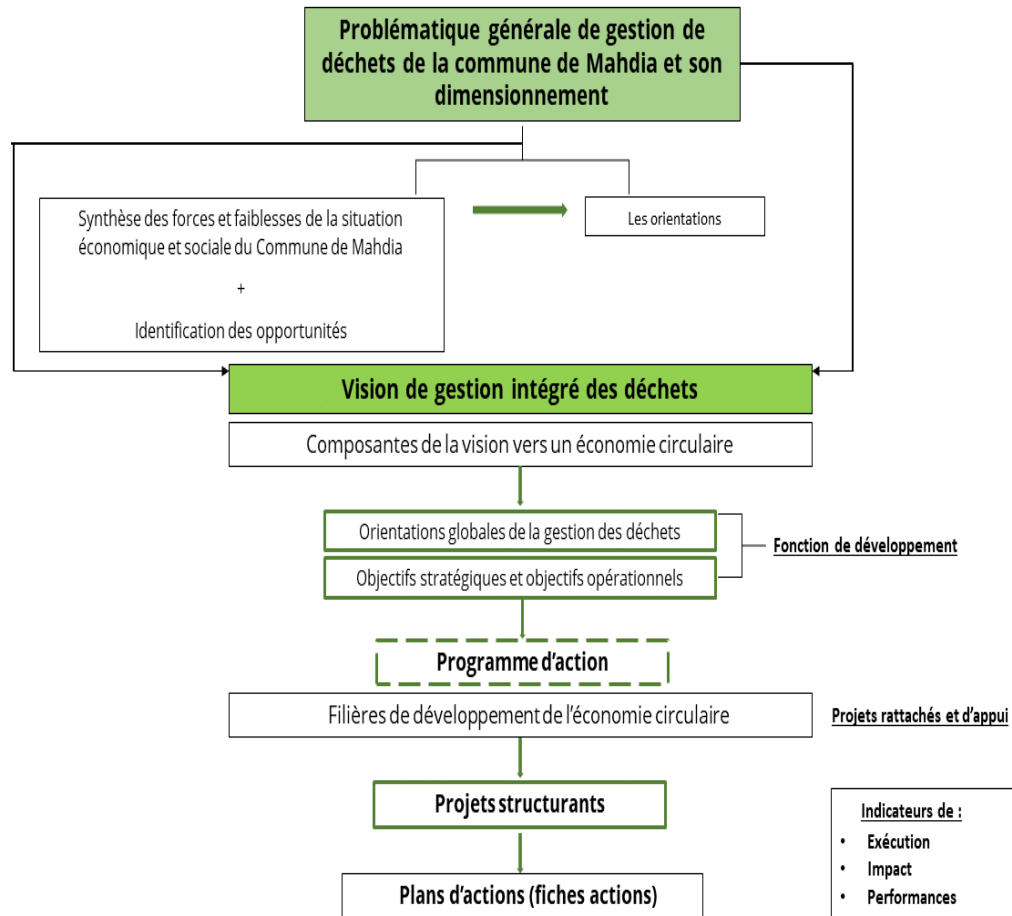 Problématique générale de gestion de
déchets de la commune de Mahdia et son
dimensionnement
Synthèse des forces et faiblesses de la situation
économique et sociale du Commune de Mahdia
+
Identification des opportunités
Les orientations
Vision de gestion intégré des déchets
Composantes de la vision vers un économie circulaire
Orientations globales de la gestion des déchets
Objectifs stratégiques et objectifs opérationnels
Fonction de développement
Programme d’action
Filières de développement de l’économie circulaire
Projets rattachés et d’appui
Projets structurants
Plans d’actions (fiches actions)
Indicateurs de :
• Exécution
• Impact
• Performances